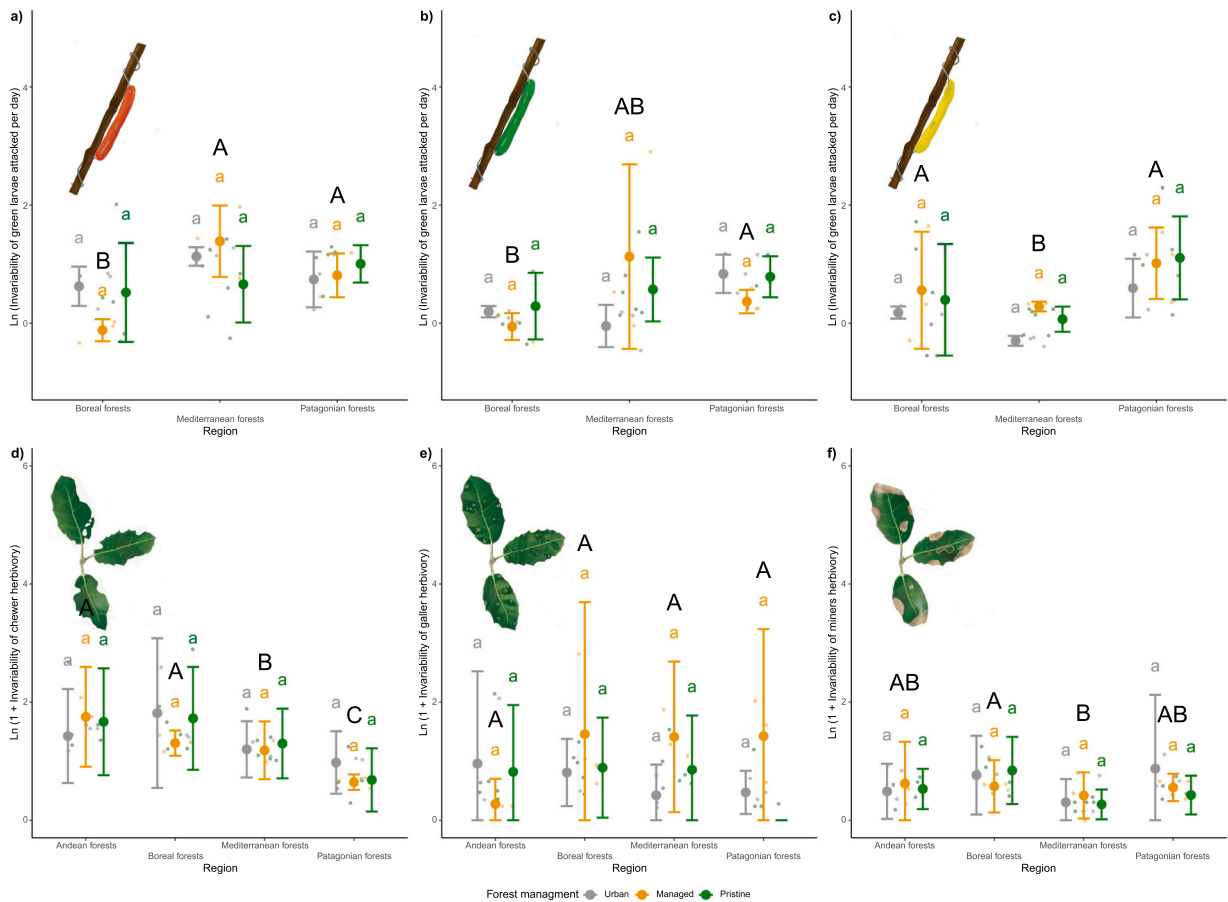 a)
Ln (Invariability of green larvae attacked per day)
4
2
0
a
B
a
a
A
a
a
a
A
a
a
a
Boreal forests
Mediterranean forests
Patagonian forests
Region
b)
Ln (Invariability of green larvae attacked per day)
4
2
0
B
a
a
a
AB
a
a
a
A
a
a
a
Boreal forests
Mediterranean forests
Patagonian forests
Region
c)
Ln (Invariability of green larvae attacked per day)
4
2
0
A
a
a
a
B
a
a
a
A
a
a
a
Boreal forests
Mediterranean forests
Patagonian forests
Region
d)
Ln (1 + Invariability of chewer herbivory)
6
4
2
0
A
a
a
a
a
A
a
a
B
a
a
a
a
C
a
a
Andean forests
Boreal forests
Mediterranean forests
Patagonian forests
Region
e)
Ln (1 + Invariability of galler herbivory)
6
4
2
0
a
A
a
a
A
a
a
a
A
a
a
a
A
a
a
Andean forests
Boreal forests
Mediterranean forests
Patagonian forests
Region
f)
Ln (1 + Invariability of miners herbivory)
6
4
2
0
AB
a
a
a
A
a
a
a
B
a
a
a
a
AB
a
a
Andean forests
Boreal forests
Mediterranean forests
Patagonian forests
Region
Forest managment Urban Managed Pristine